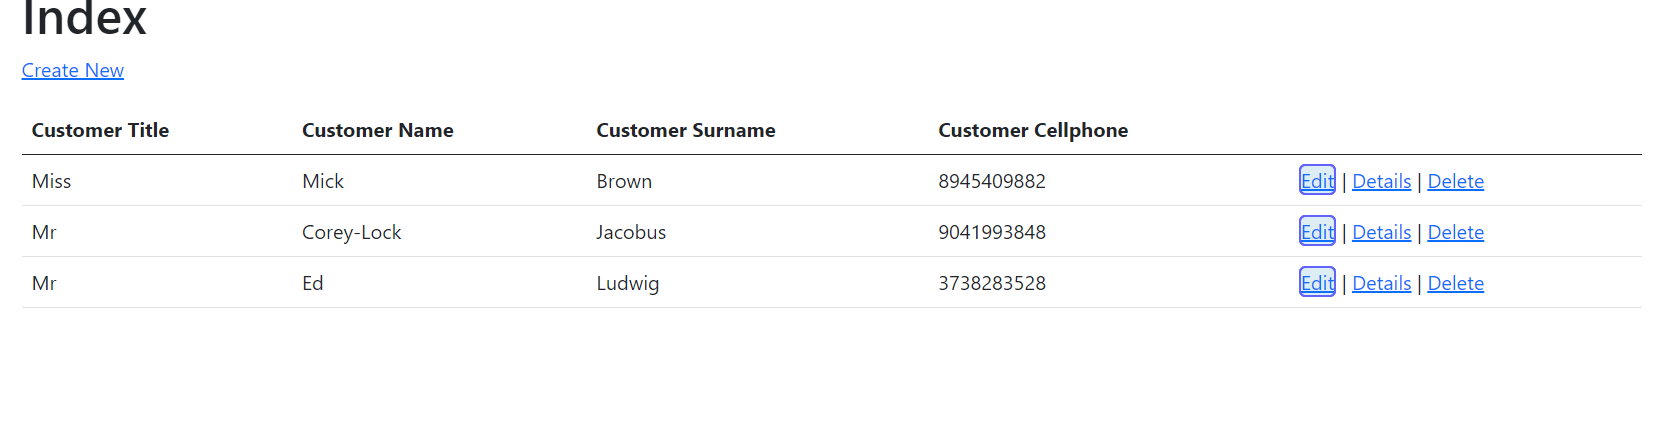 Index
Create New
Customer Title Customer Name Customer Surname Customer Cellphone
Miss Mick Brown 8945409882 Edit | Details | Delete
Mr Corey-Lock Jacobus 9041993848 Edit | Details | Delete
Mr Ed Ludwig 3738283528 Edit | Details | Delete